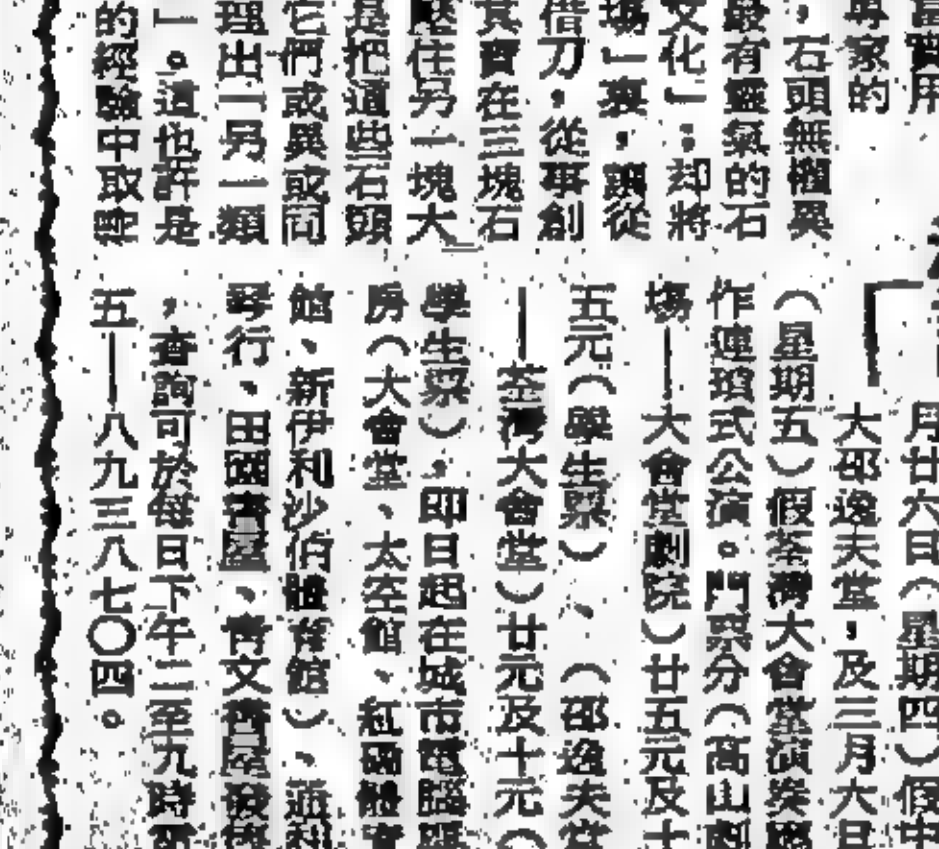 富實用
專家的
，石頭無權與
最有靈氣的石
文化」：却將
場」裏，頭從
借刀，從事創
其實在三塊石
壓住另一塊大
是把這些石頭
它們或異或同
理出一另一類
」。這也許是
的經驗中取
月廿六日（星期四）假中
大邵逸夫堂，及三月六日
（星期五）假荃灣大會堂演奏廳
作連瑣式公演。門票分（高山劇
場——大會堂劇院）廿五元及十
五元（學生票）、（邵逸夫堂
——荃灣大會堂）廿元及十元（
學生票），即日起在城市電腦
房（大會堂、太空館、紅磡體育
館、新伊利沙伯體育館）、通利
琴行、田園書屋、青文書屋發售
，查詢可於每日下午二至九時
五——八九三八七〇四。